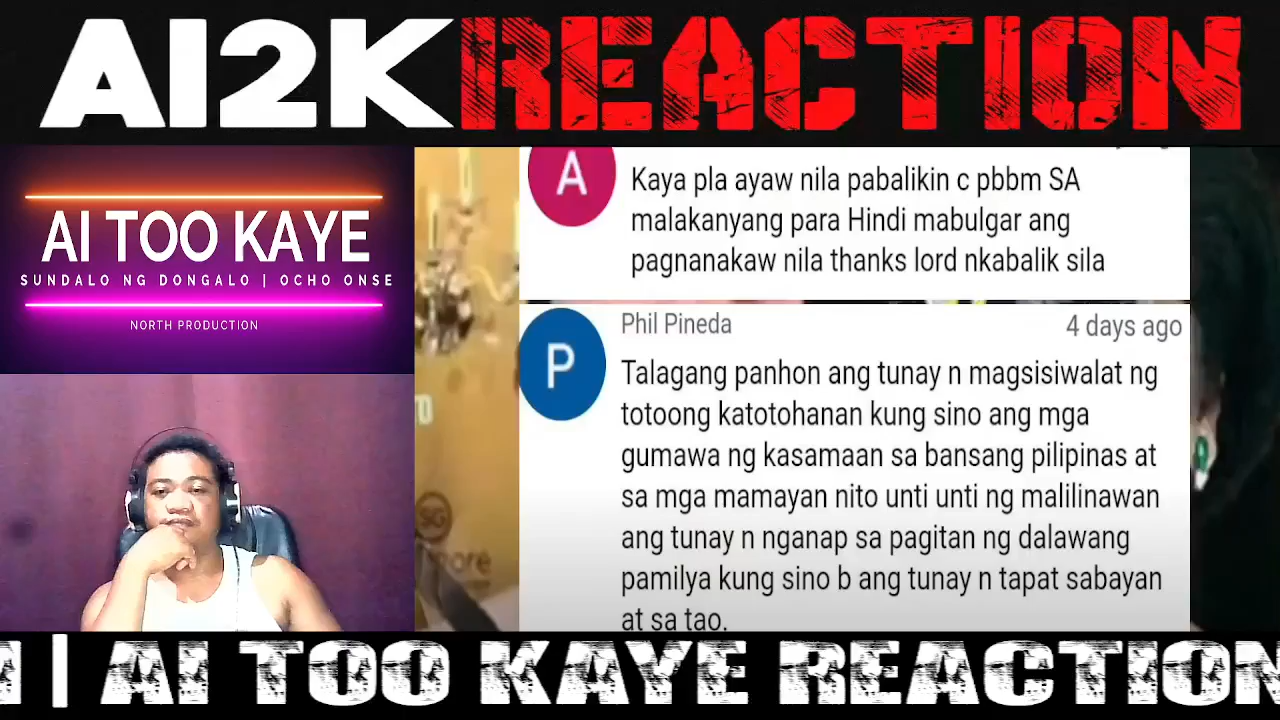 AI2KREACTION
AI TOO KAYE
SUNDALO NG DONGALO | OCHO ONSE
NORTH PRODUCTION
A
Kaya pla ayaw nila pabalikin c pbbm SA
malakanyang para Hindi mabulgar ang
pagnanakaw nila thanks lord nkabalik sila
P
Phil Pineda
4 days ago
Talagang panhon ang tunay n magsisiwalat ng
totoong katotohanan kung sino ang mga
gumawa ng kasamaan sa bansang pilipinas at
sa mga mamayan nito unti unti ng malilinawan
ang tunay n nganap sa pagitan ng dalawang
pamilya kung sino b ang tunay n tapat sabayan
at sa tao.
SG
| AI TOO KAYE REACTION